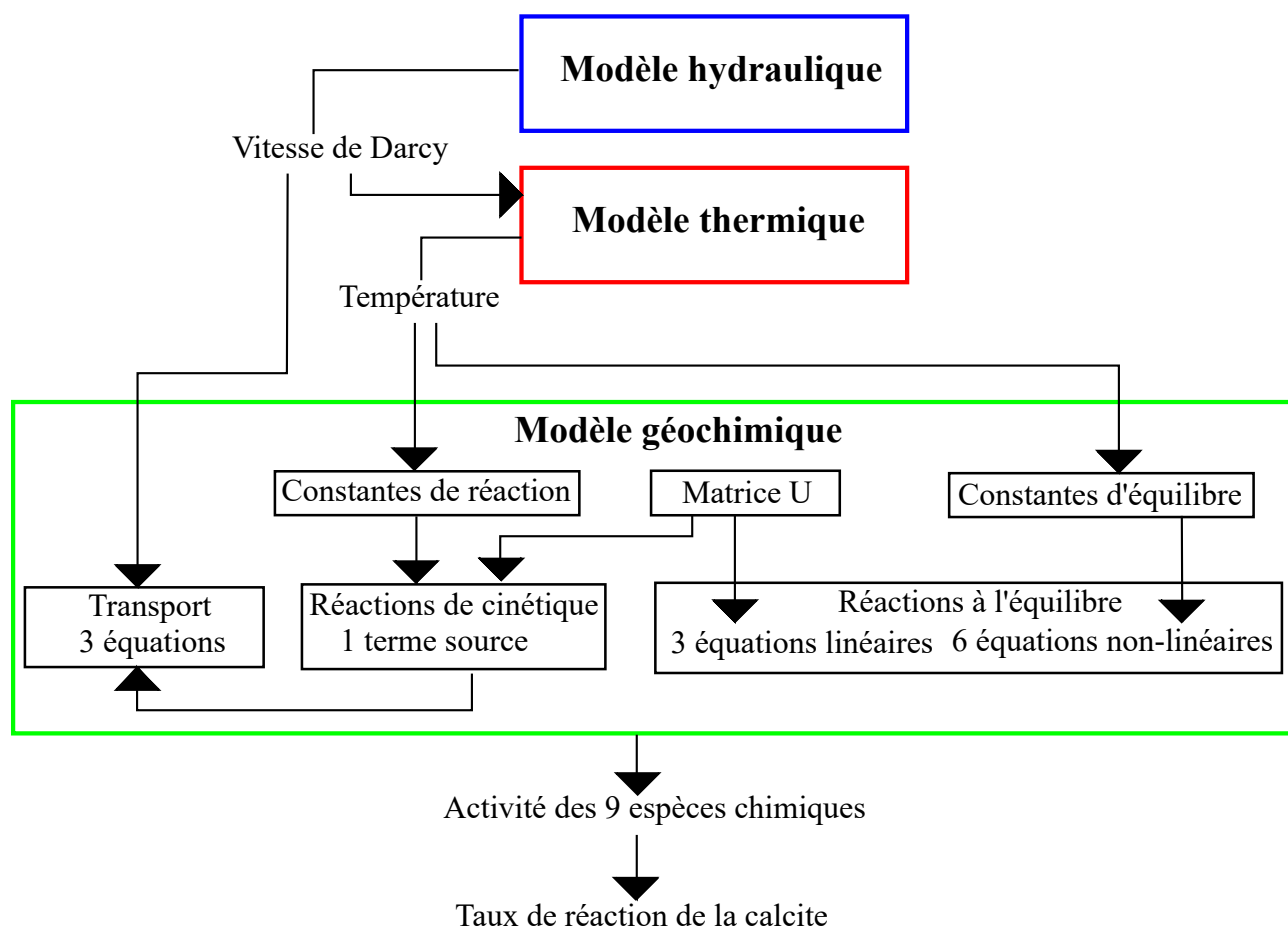 Modèle hydraulique
Vitesse de Darcy
Modèle thermique
Température
Modèle géochimique
Constantes de réaction
Matrice U
Constantes d'équilibre
Transport
3 équations
Réactions de cinétique
1 terme source
Réactions à l'équilibre
3 équations linéaires 6 équations non-linéaires
Activité des 9 espèces chimiques
Taux de réaction de la calcite